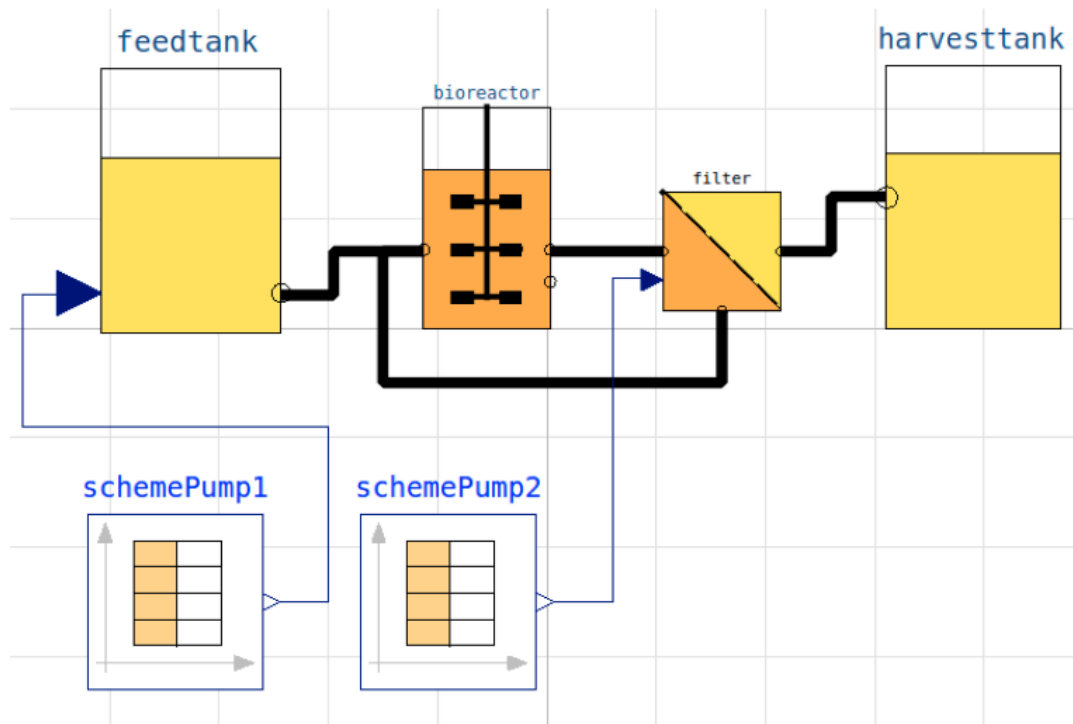 feedtank
harvesttank
bioreactor
filter
schemePump1
schemePump2